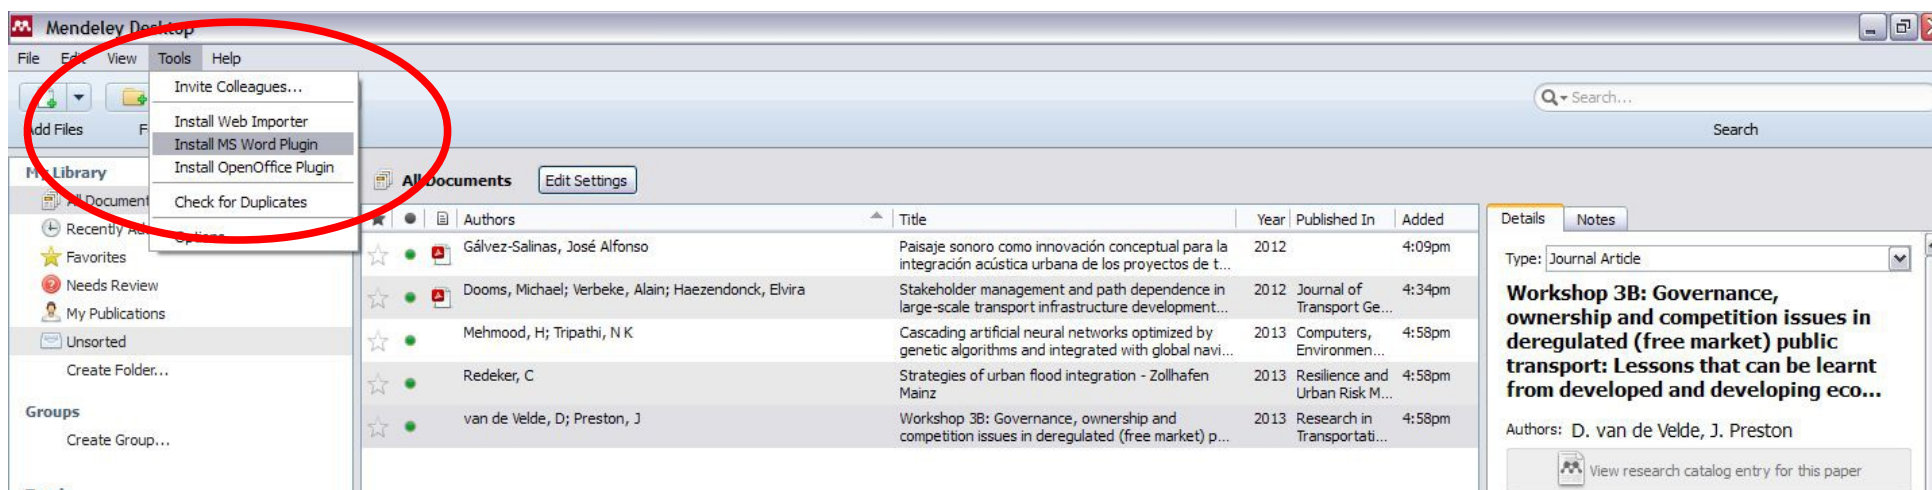 Mendeley Desktop
File Edit View Tools Help
Invite Colleagues...
Install Web Importer
Install MS Word Plugin
Install OpenOffice Plugin
Check for Duplicates
Options
Add Files
Search...
Search
My Library
All Document
Recently Ad
Favorites
Needs Review
My Publications
Unsorted
Create Folder...
Groups
Create Group...
All Documents Edit Settings
Authors Title Year Published In Added
Gálvez-Salinas, José Alfonso Paisaje sonoro como innovación conceptual para la 2012 4:09pm
integración acústica urbana de los proyectos de t...
Dooms, Michael; Verbeke, Alain; Haezendonck, Elvira Stakeholder management and path dependence in 2012 Journal of 4:34pm
large-scale transport infrastructure development... Transport Ge...
Mehmood, H; Tripathi, N K Cascading artificial neural networks optimized by 2013 Computers, 4:58pm
genetic algorithms and integrated with global navi... Environmen...
Redeker, C Strategies of urban flood integration - Zollhafen 2013 Resilience and 4:58pm
Mainz Urban Risk M...
van de Velde, D; Preston, J Workshop 3B: Governance, ownership and 2013 Research in 4:58pm
competition issues in deregulated (free market) p... Transportati...
Details Notes
Type: Journal Article
Workshop 3B: Governance,
ownership and competition issues in
deregulated (free market) public
transport: Lessons that can be learnt
from developed and developing eco...
Authors: D. van de Velde, J. Preston
View research catalog entry for this paper